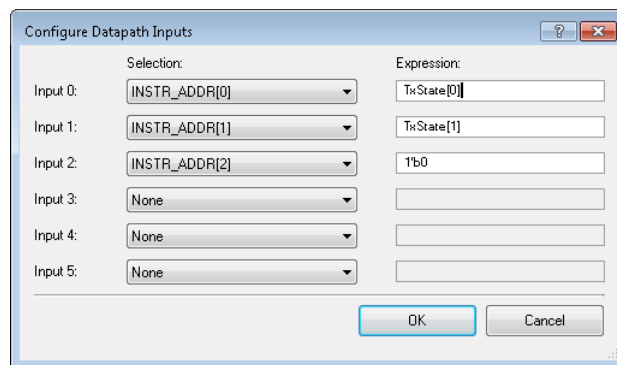 Configure Datapath Inputs
Selection: Expression:
Input 0: INSTR_ADDR[0] TxState[0]
Input 1: INSTR_ADDR[1] TxState[1]
Input 2: INSTR_ADDR[2] 1'b0
Input 3: None
Input 4: None
Input 5: None
OK Cancel